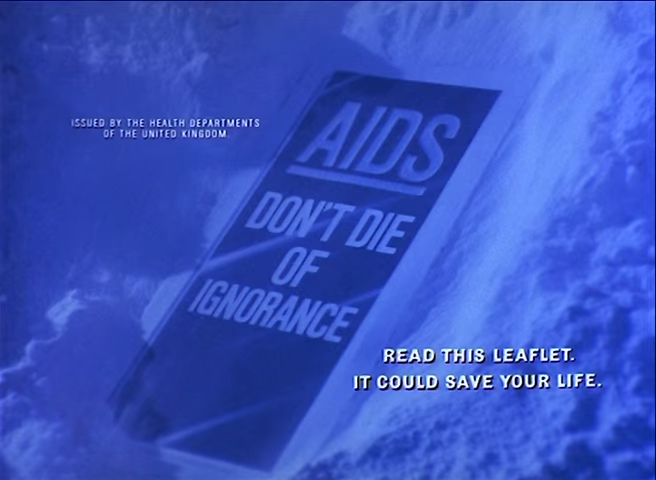 ISSUED BY THE HEALTH DEPARTMENTS
OF THE UNITED KINGDOM.
AIDS
DON'T DIE
OF
IGNORANCE
READ THIS LEAFLET.
IT COULD SAVE YOUR LIFE.